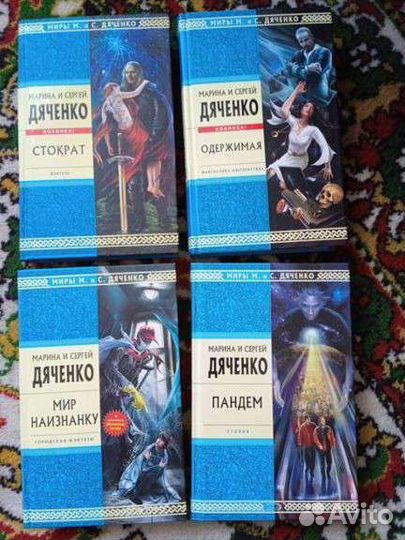 МИРЫ М. и С. ДЯЧЕНКО
МАРИНА И СЕРГЕЙ
ДЯЧЕНКО
НОВИНКА!
СТОКРАТ
ФЭНТЕЗИ
МИРЫ М. и С. ДЯЧЕНКО
МАРИНА И СЕРГЕЙ
ДЯЧЕНКО
НОВИНКА!
ОДЕРЖИМАЯ
МИРЫ М. и С. ДЯЧЕНКО
МАРИНА И СЕРГЕЙ
ДЯЧЕНКО
МИР
НАИЗНАНКУ
ГОРОДСКАЯ ФЭНТЕЗИ
МИРЫ М. и С. ДЯЧЕНКО
МАРИНА И СЕРГЕЙ
ДЯЧЕНКО
ПАНДЕМ
УТОПИЯ
Avito